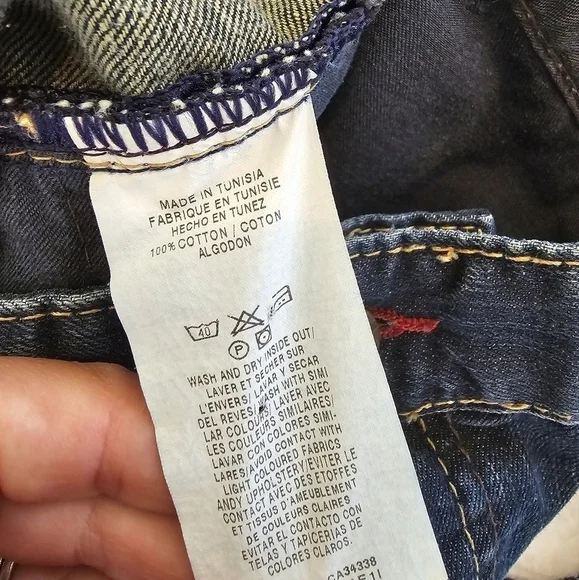 MADE IN TUNISIA
FABRIQUE EN TUNISIE
HECHO EN TUNEZ
100% COTTON / COTON
ALGODON
40
P
WASH AND DRY INSIDE OUT/
LAVER ET SECHER SUR
L'ENVERS/ LAVAR Y SECAR
DEL REVES/WASH WITH SIMI
LAR COLOURS/ LAVER AVEC
LES COULEURS SIMILAIRES/
LAVAR CON COLORES SIMI
LARES/AVOID CONTACT WITH
LIGHT COLOURED FABRICS
ANDY UPHOLSTERY/EVITER LE
CONTACT AVEC DES ETOFFES
ET TISSUS D'AMEUBLEMENT
DE COULEURS CLAIRES
EVITAR EL CONTACTO CON
TELAS Y TAPICERIAS DE
COLORES CLAROS.
CA34338